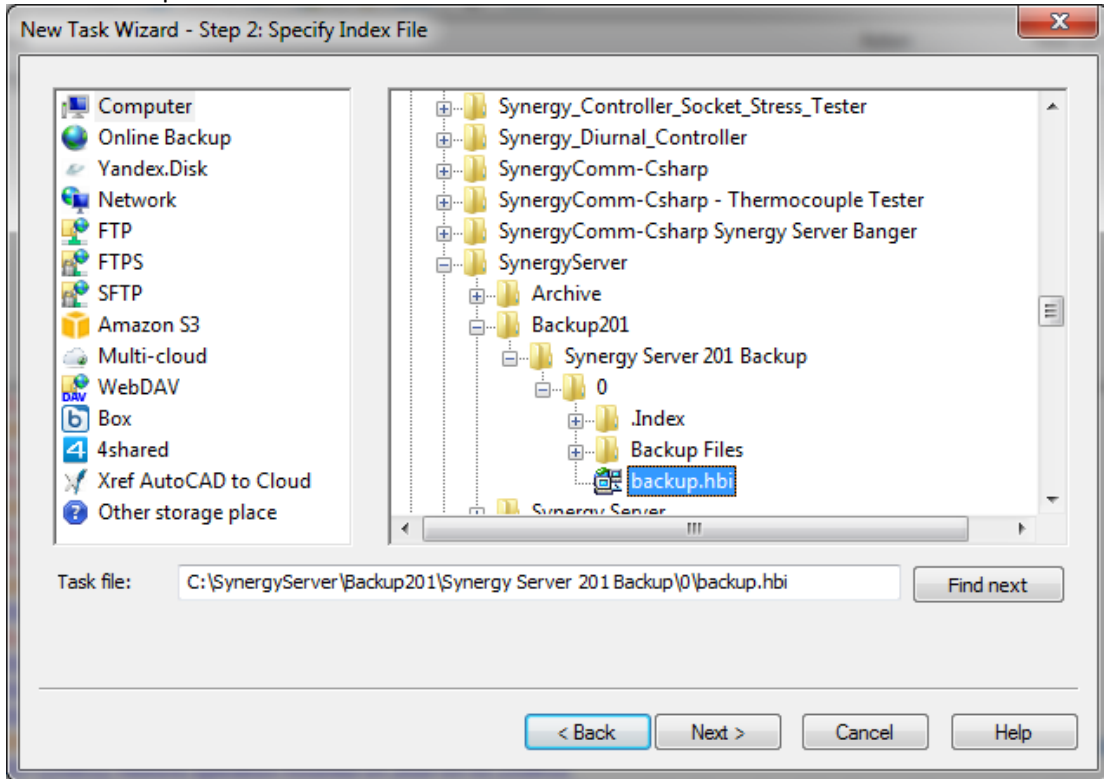 New Task Wizard - Step 2: Specify Index File
Computer
Online Backup
Yandex.Disk
Network
FTP
FTPS
SFTP
Amazon S3
Multi-cloud
WebDAV
Box
4shared
Xref AutoCAD to Cloud
Other storage place
Synergy_Controller_Socket_Stress_Tester
Synergy_Diurnal_Controller
SynergyComm-Csharp
SynergyComm-Csharp - Thermocouple Tester
SynergyComm-Csharp Synergy Server Banger
SynergyServer
Archive
Backup201
Synergy Server 201 Backup
0
.Index
Backup Files
backup.hbi
Synergy Server
Task file: C:\SynergyServer\Backup201\Synergy Server 201 Backup\0\backup.hbi Find next
< Back Next > Cancel Help